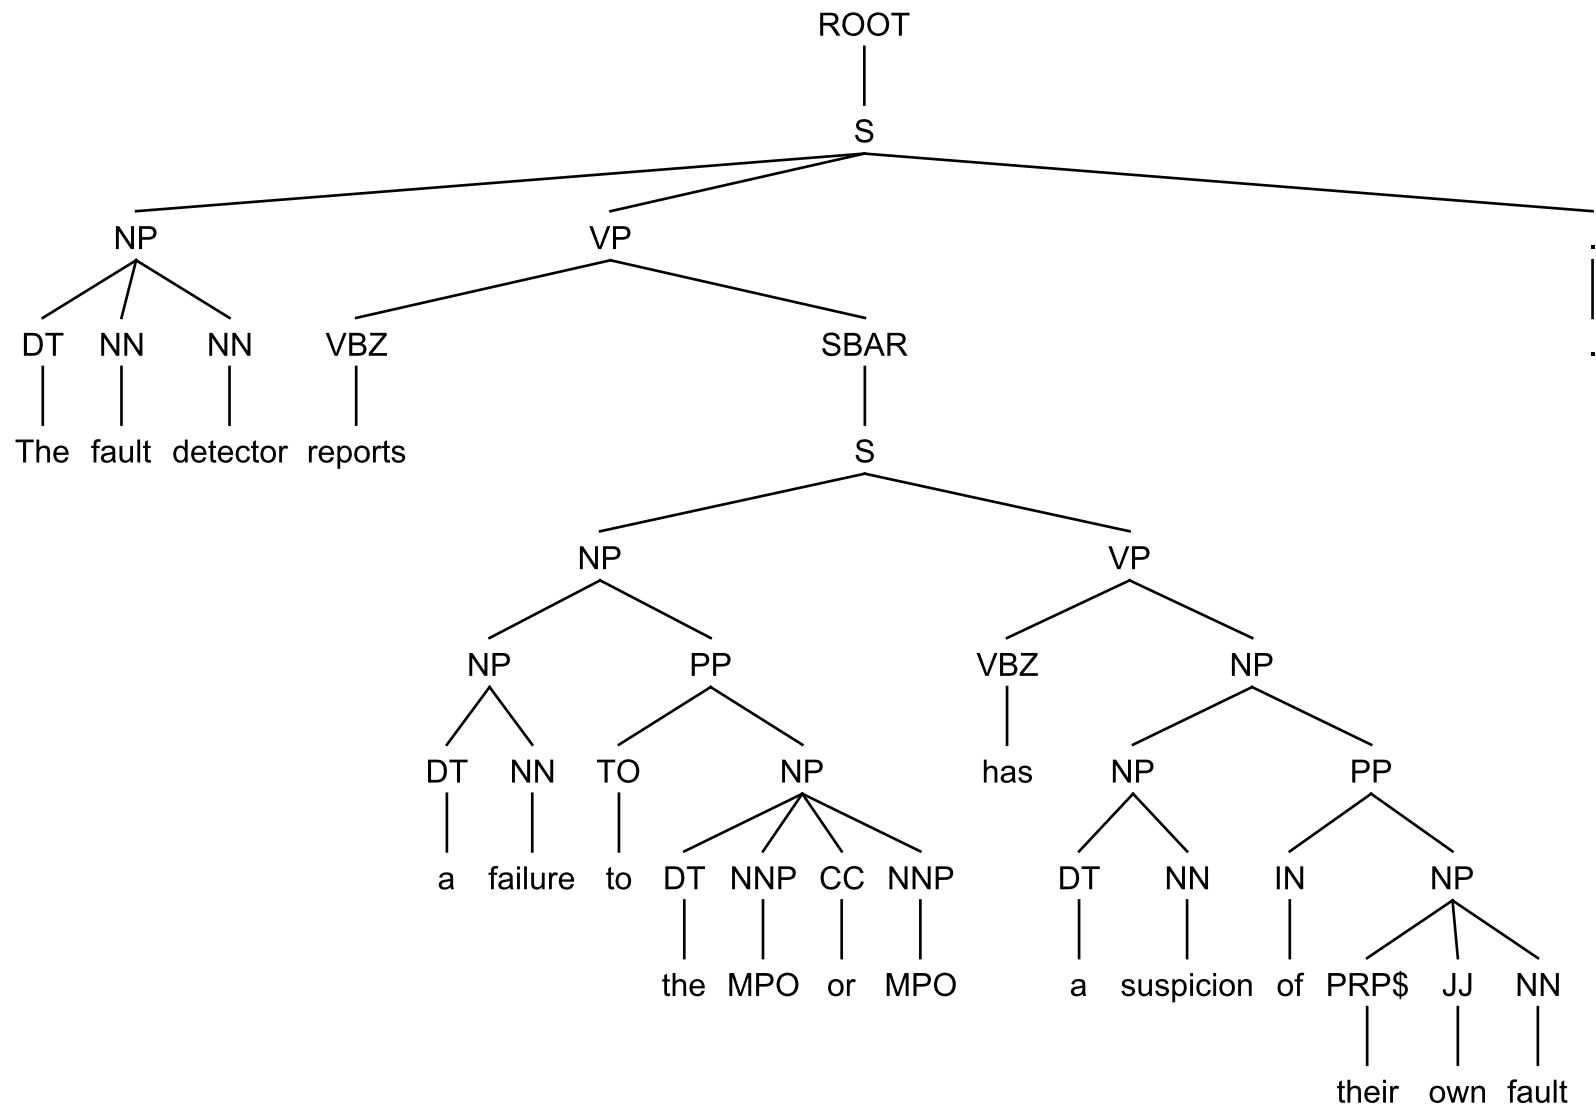 ROOT
S
NP VP .
DT NN NN VBZ SBAR .
The fault detector reports S
NP VP
NP PP VBZ NP
DT NN TO NP has NP PP
a failure to DT NNP CC NNP DT NN IN NP
the MPO or MPO a suspicion of PRP$ JJ NN
their own fault